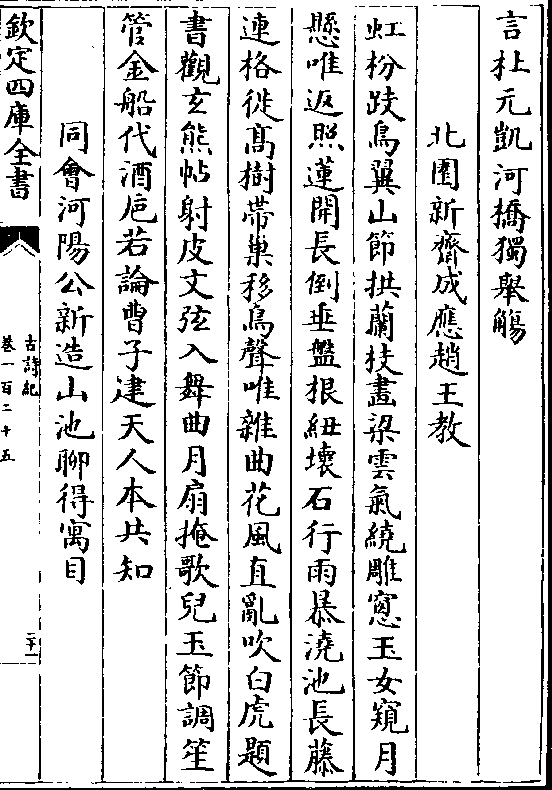 言杜元凱河橋獨舉觴
北園新齋成應趙王教
虹枌跂鳥翼山節拱蘭枝畫梁雲氣繞雕窓玉女窺月
懸唯返照蓮開長倒垂盤根紐壞石行雨暴澆池長藤
連格徙髙樹帶巢移鳥聲唯雜曲花風直亂吹白虎題
書觀玄熊帖射皮文弦入舞曲月扇掩歌兒玉節調笙
管金船代酒巵若論曹子建天人本共知
同會河陽公新造山池聊得寓目
欽定四庫全書
古詩紀
卷一百二十五